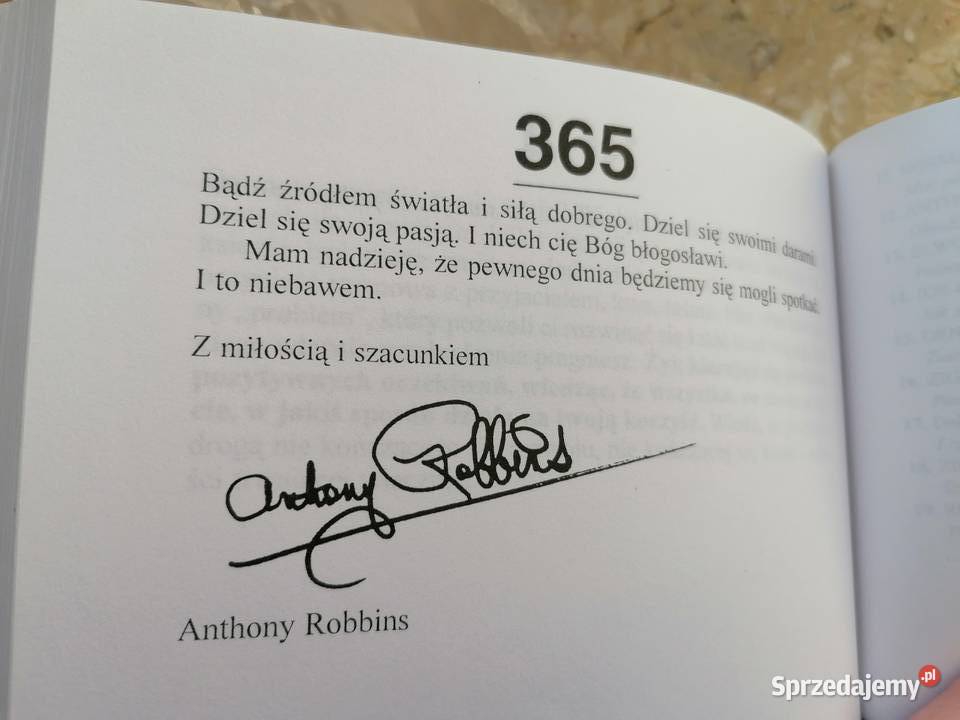 365
Bądź źródłem światła i siłą dobrego. Dziel się swoimi darami.
Dziel się swoją pasją. I niech cię Bóg błogosławi.
Mam nadzieję, że pewnego dnia będziemy się mogli spotkać.
I to niebawem.
Z miłością i szacunkiem
Anthony Robbins
Anthony Robbins
Sprzedajemy.pl